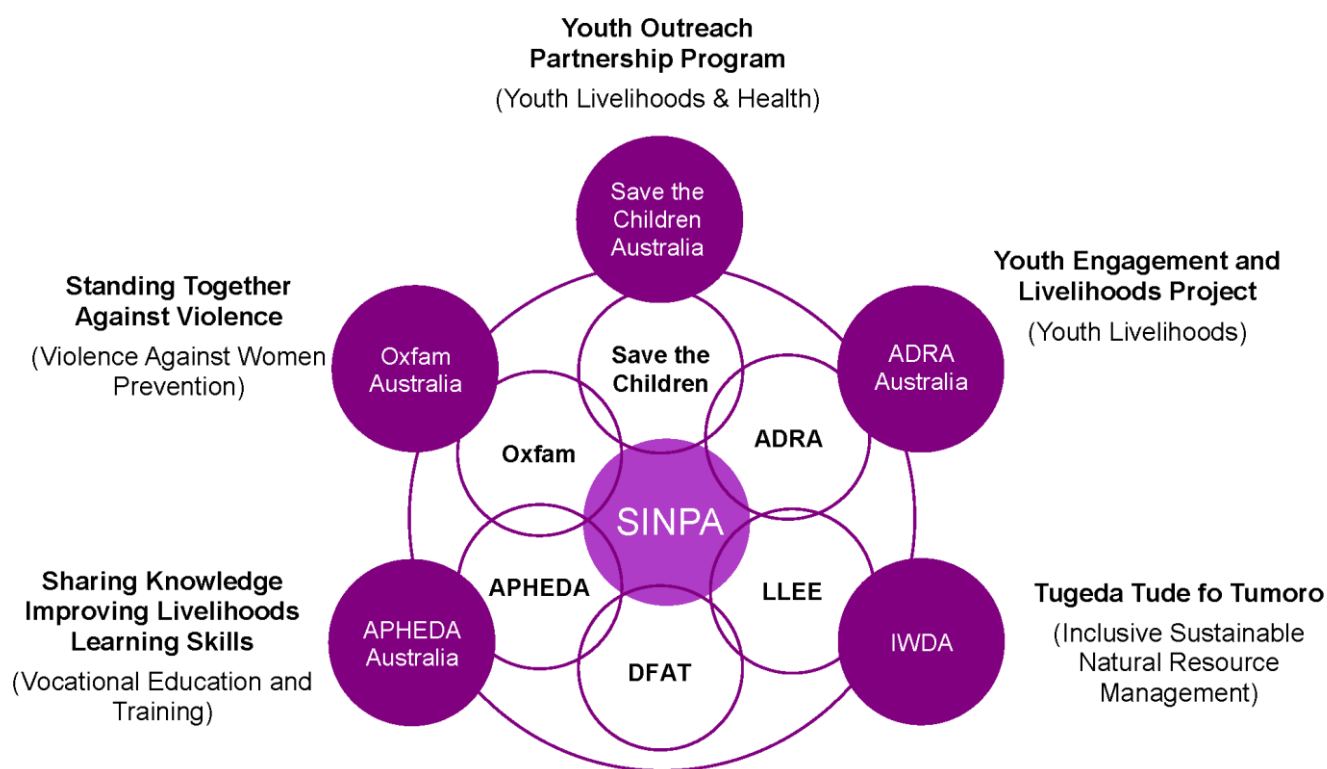 Youth Outreach
Partnership Program
(Youth Livelihoods & Health)
Save the
Children
Australia
Standing Together
Against Violence
(Violence Against Women
Prevention)
Oxfam
Australia
Youth Engagement and
Livelihoods Project
(Youth Livelihoods)
ADRA
Australia
Save the
Children
Oxfam
ADRA
SINPA
APHEDA
LLEE
DFAT
Sharing Knowledge
Improving Livelihoods
Learning Skills
(Vocational Education and
Training)
APHEDA
Australia
IWDA
Tugeda Tude fo Tumoro
(Inclusive Sustainable
Natural Resource
Management)